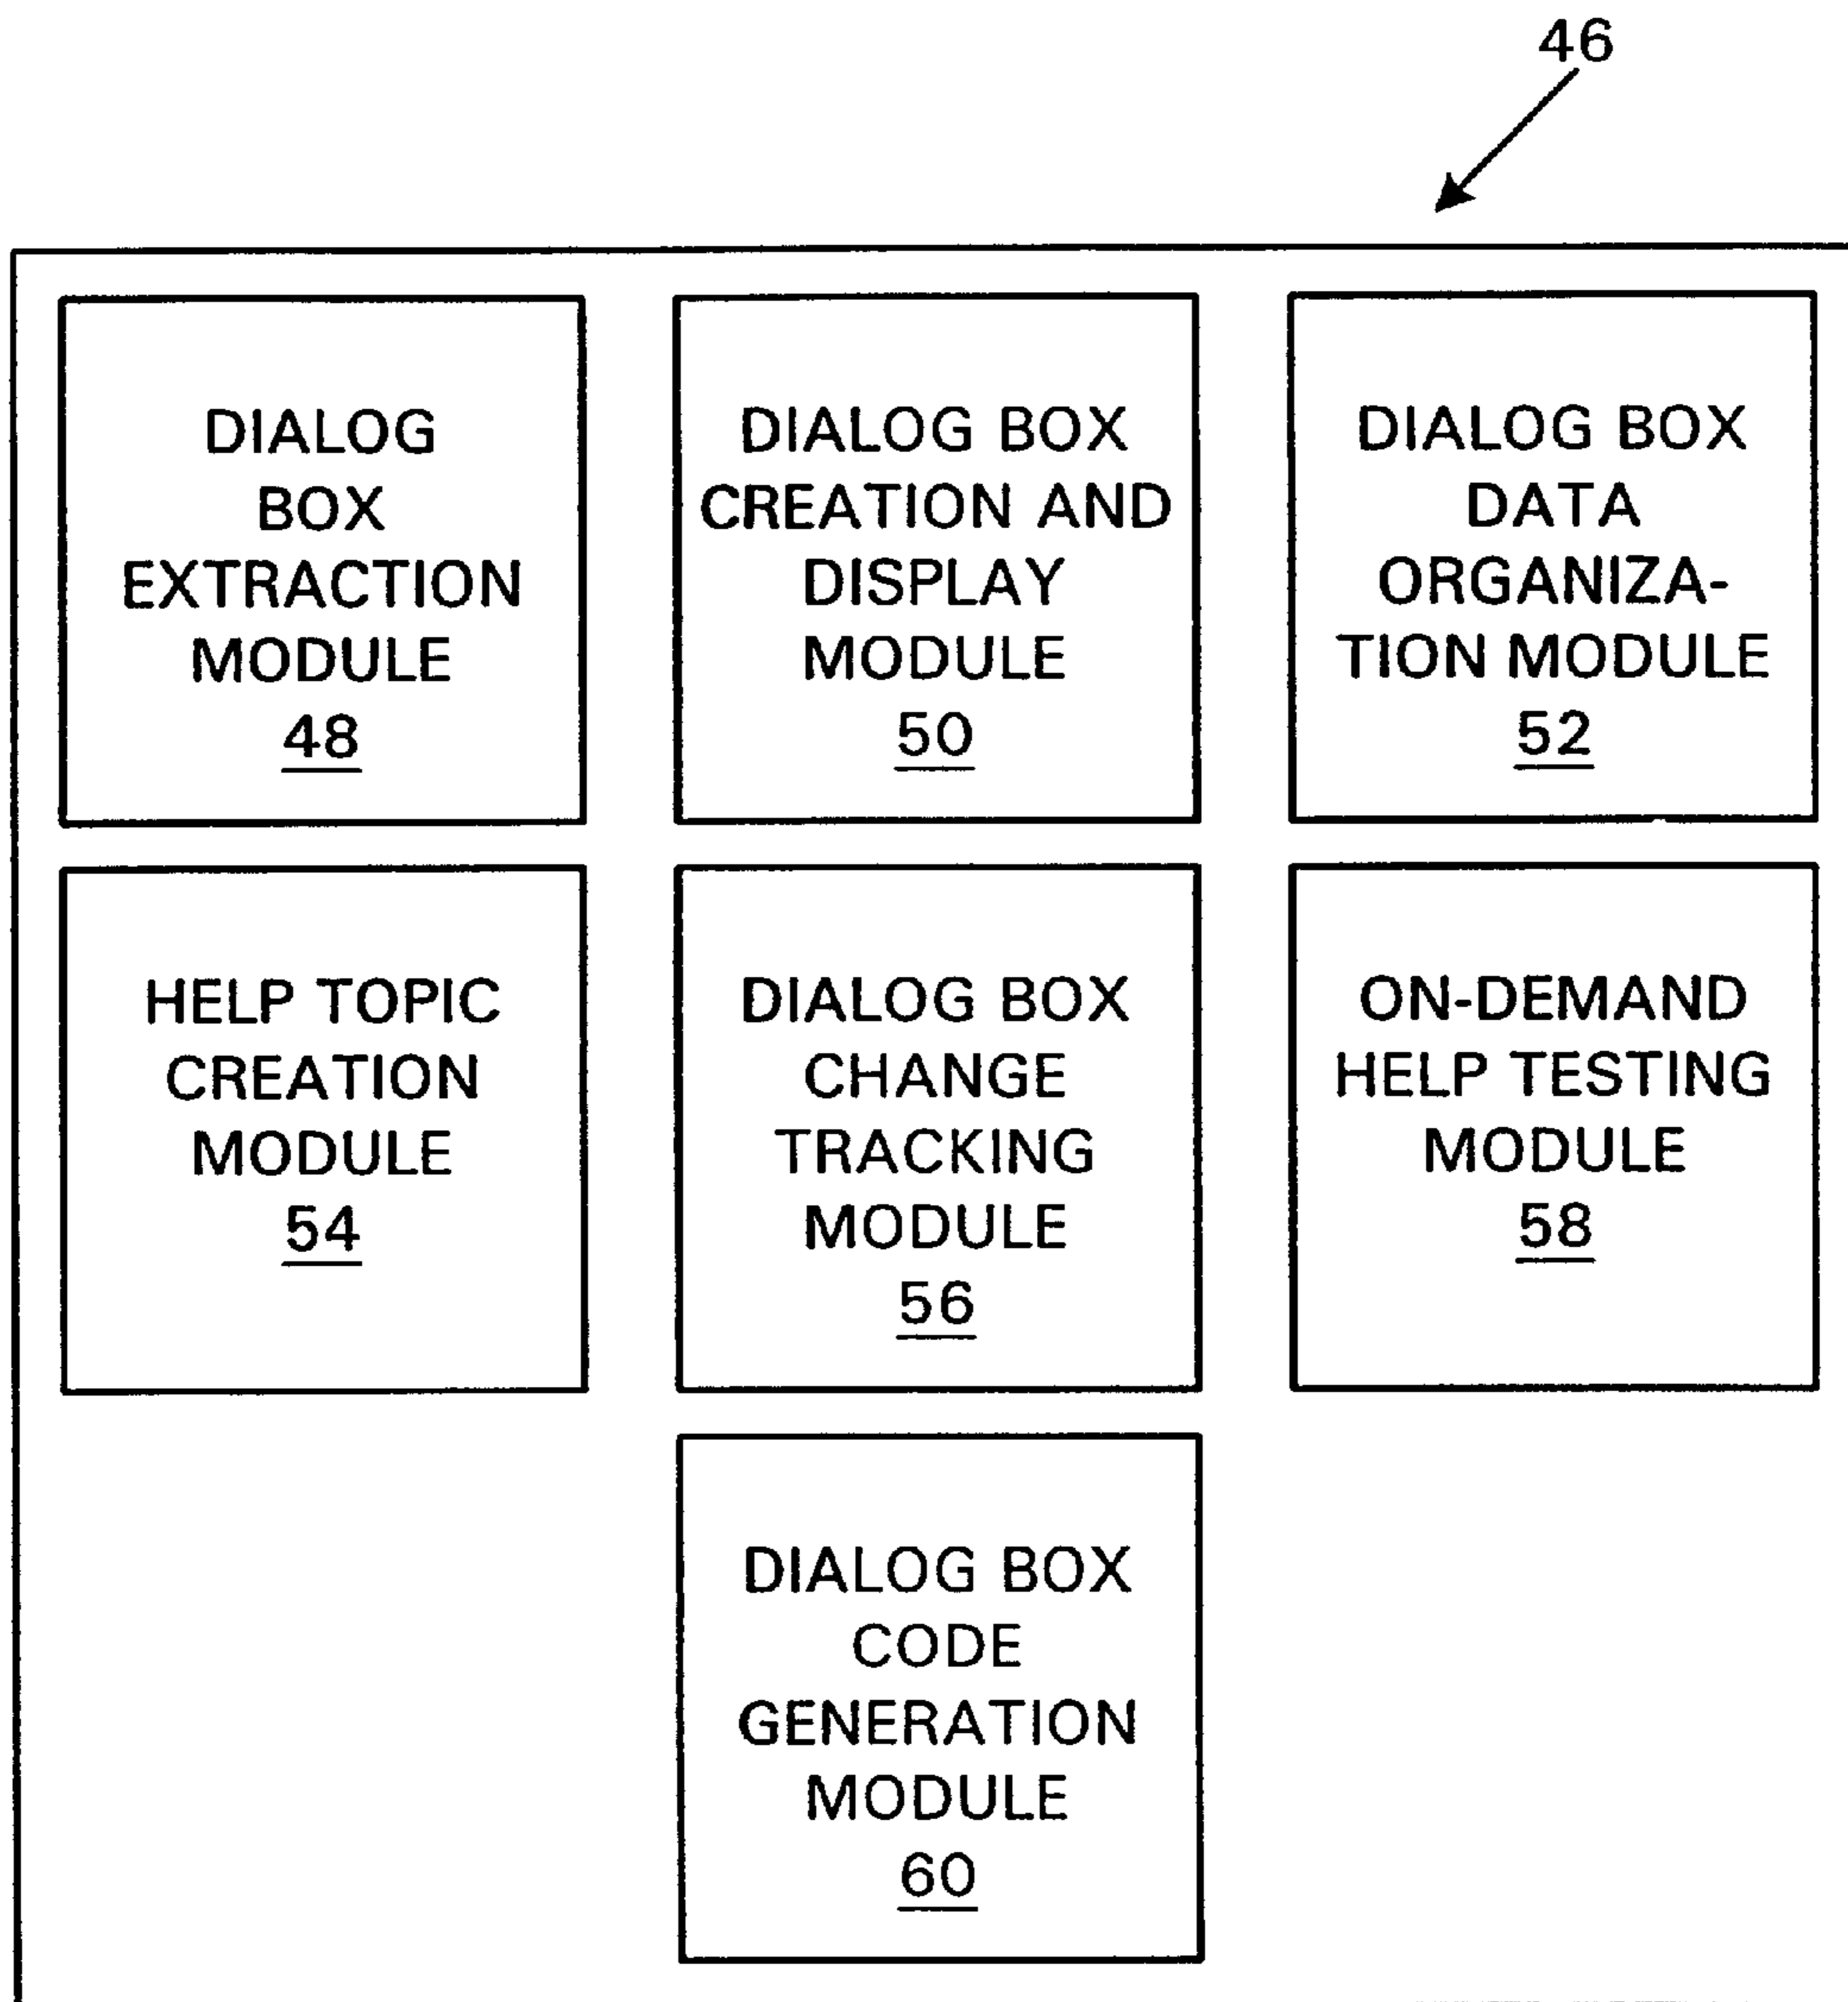 46
DIALOG
BOX
EXTRACTION
MODULE
48
DIALOG BOX
CREATION AND
DISPLAY
MODULE
50
DIALOG BOX
DATA
ORGANIZA-
TION MODULE
52
HELP TOPIC
CREATION
MODULE
54
DIALOG BOX
CHANGE
TRACKING
MODULE
56
ON-DEMAND
HELP TESTING
MODULE
58
DIALOG BOX
CODE
GENERATION
MODULE
60